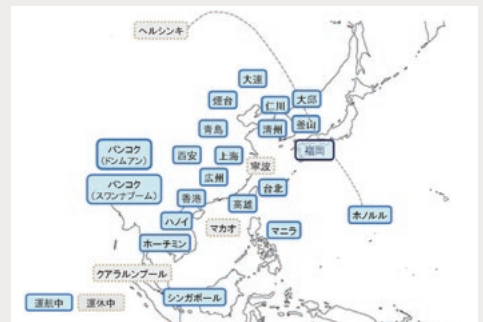 ヘルシンキ
大連
煙台
仁川
大邱
青島
清州
釜山
福岡
バンコク
(ドンムアン)
西安
上海
寧波
バンコク
(スワンナプーム)
広州
台北
香港
高雄
ホノルル
ハノイ
マカオ
マニラ
ホーチミン
クアラルンプール
シンガポール
運航中
運休中